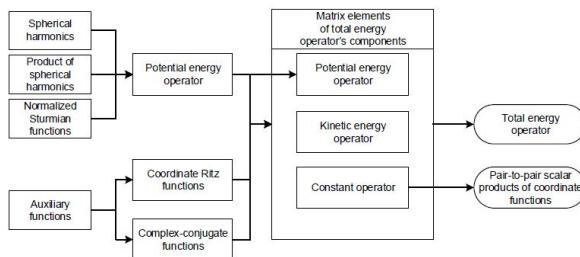 Spherical
harmonics
Product of
spherical
harmonics
Normalized
Sturmian
functions
Potential energy
operator
Auxiliary
functions
Coordinate Ritz
functions
Complex-conjugate
functions
Matrix elements
of total energy
operator's components
Potential energy
operator
Kinetic energy
operator
Constant operator
Total energy
operator
Pair-to-pair scalar
products of coordinate
functions